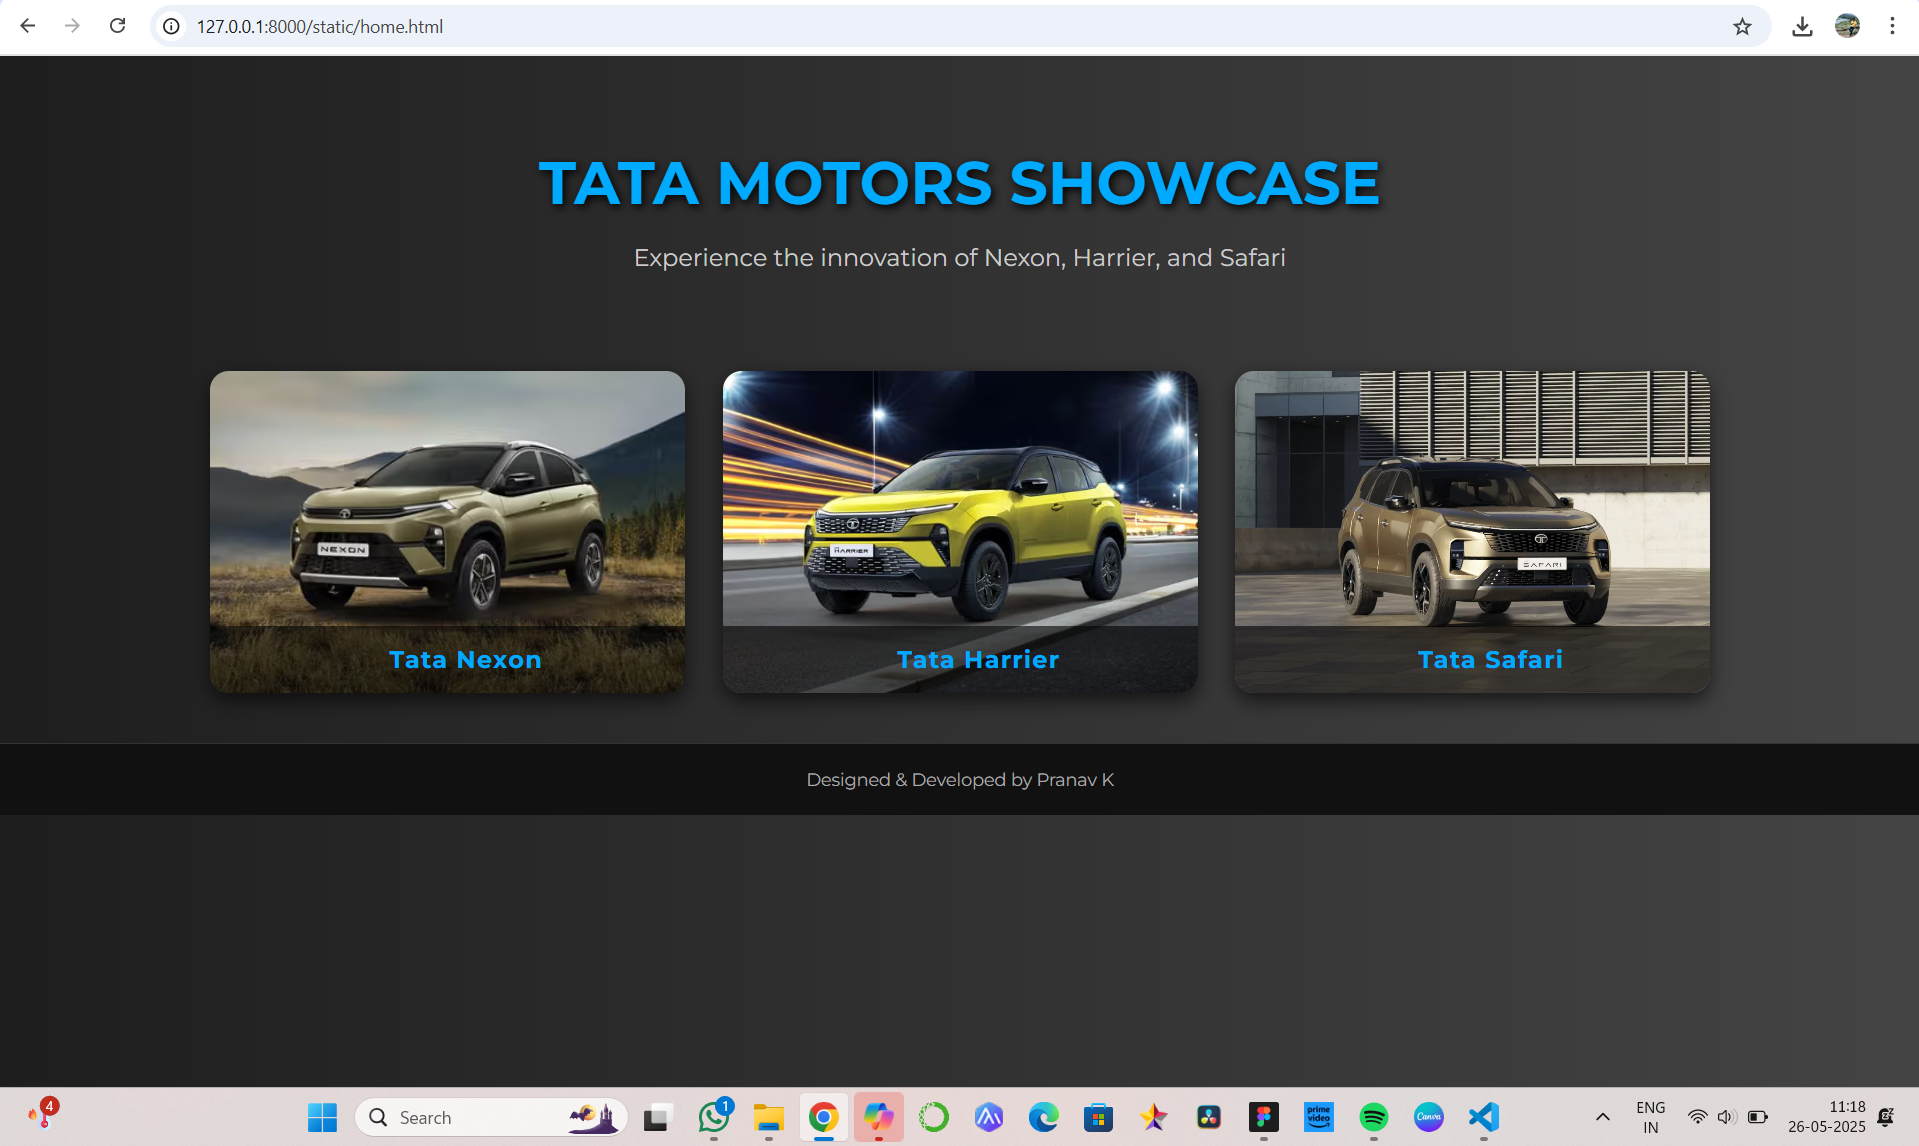 127.0.0.1:8000/static/home.html
TATA MOTORS SHOWCASE
Experience the innovation of Nexon, Harrier, and Safari
NEXON
HARRIER
SAFARI
Tata Nexon
Tata Harrier
Tata Safari
Designed & Developed by Pranav K
4
Search
1
prime video
Canva
ENG
IN
11:18
26-05-2025